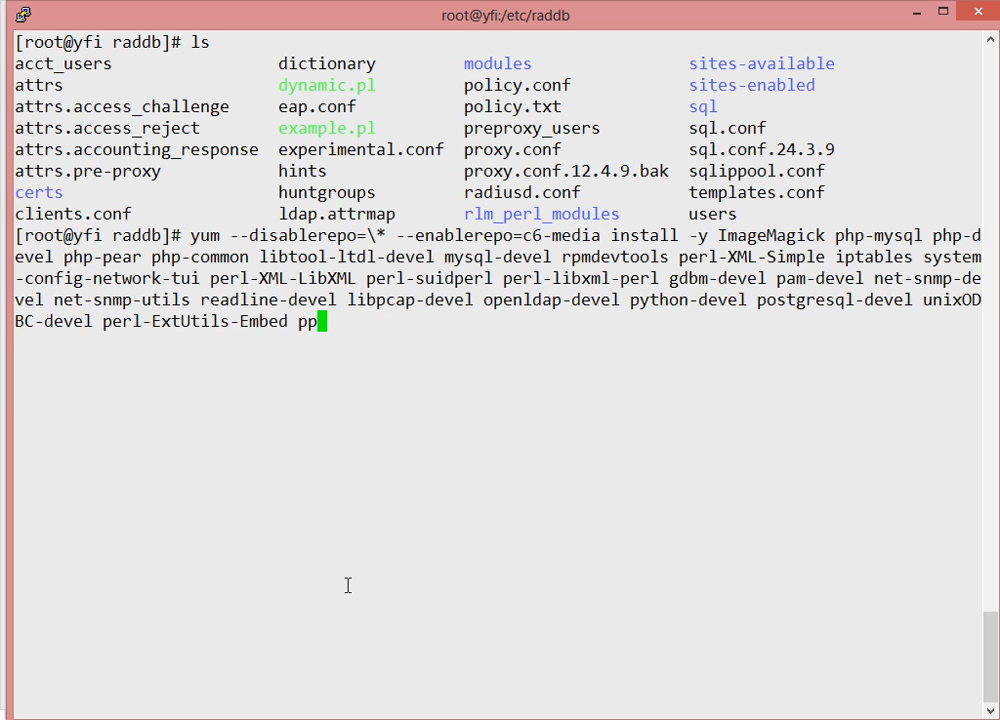 root@yfi:/etc/raddb
[root@yfi raddb]# ls
acct_users dictionary modules sites-available
attrs dynamic.pl policy.conf sites-enabled
attrs.access_challenge eap.conf policy.txt sql
attrs.access_reject example.pl preproxy_users sql.conf
attrs.accounting_response experimental.conf proxy.conf sql.conf.24.3.9
attrs.pre-proxy hints proxy.conf.12.4.9.bak sqlippool.conf
certs huntgroups radiusd.conf templates.conf
clients.conf ldap.attrmap rlm_perl_modules users
[root@yfi raddb]# yum --disablerepo=\* --enablerepo=c6-media install -y ImageMagick php-mysql php-d
evel php-pear php-common libtool-ltdl-devel mysql-devel rpmdevtools perl-XML-Simple iptables system
-config-network-tui perl-XML-LibXML perl-suidperl perl-libxml-perl gdbm-devel pam-devel net-snmp-de
vel net-snmp-utils readline-devel libpcap-devel openldap-devel python-devel postgresql-devel unixOD
BC-devel perl-ExtUtils-Embed pp